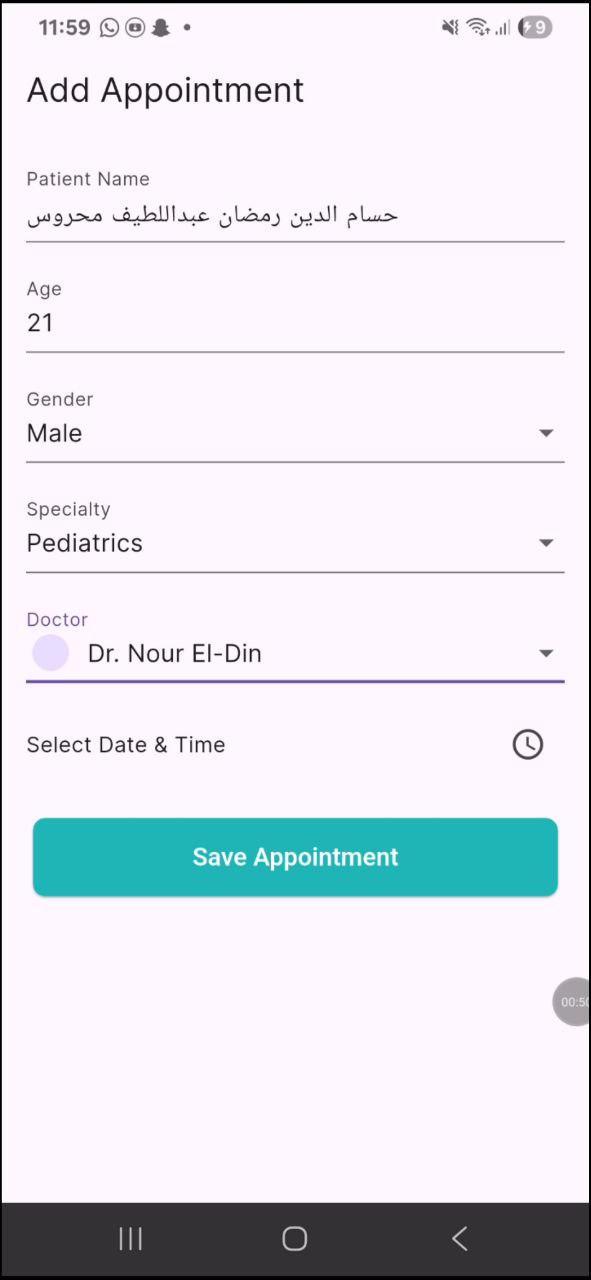 11:59
9
Add Appointment
Patient Name
حسام الدين رمضان عبداللطيف محروس
Age
21
Gender
Male
Specialty
Pediatrics
Doctor
Dr. Nour El-Din
Select Date & Time
Save Appointment
00:50